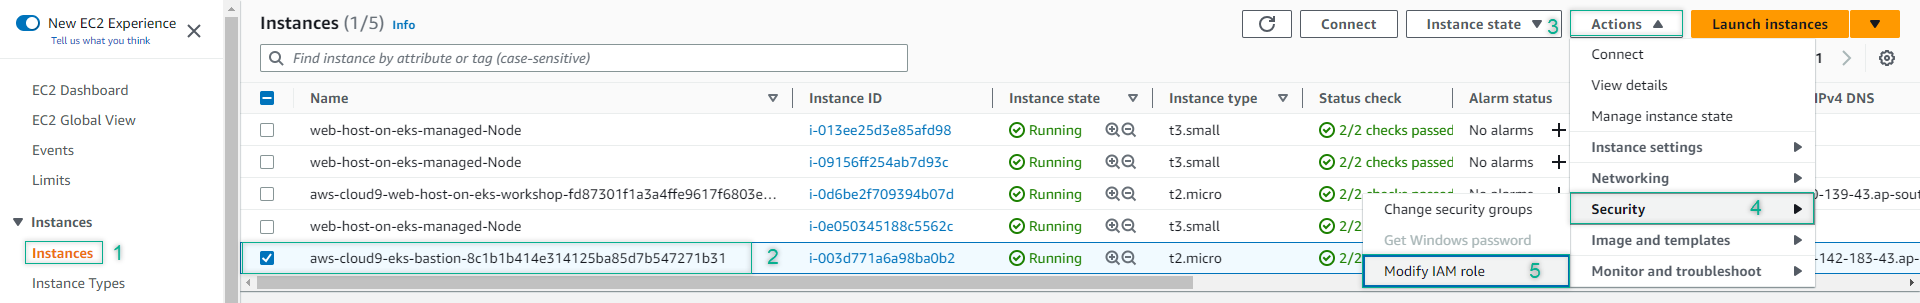 New EC2 Experience
Tell us what you think
EC2 Dashboard
EC2 Global View
Events
Limits
Instances
Instances 1
Instance Types
Instances (1/5) Info
Connect
Instance state
3
Actions
Launch instances
Find instance by attribute or tag (case-sensitive)
1
Name Instance ID Instance state Instance type Status check Alarm status IPv4 DNS
web-host-on-eks-managed-Node i-013ee25d3e85afd98 Running t3.small 2/2 checks passed No alarms
web-host-on-eks-managed-Node i-09156ff254ab7d93c Running t3.small 2/2 checks passed No alarms
aws-cloud9-web-host-on-eks-workshop-fd87301f1a3a4ffe9617f6803e... i-0d6be2f709394b07d Running t2.micro 2/2 checks passed No alarms 0-139-43.ap-sout
web-host-on-eks-managed-Node i-0e050345188c5562c Running t3.small
aws-cloud9-eks-bastion-8c1b1b414e314125ba85d7b547271b31 2 i-003d771a6a98ba0b2 Running t2.micro 2/2 -142-183-43.ap-
Connect
View details
Manage instance state
Instance settings
Networking
Security 4
Image and templates
Monitor and troubleshoot
Change security groups
Get Windows password
Modify IAM role 5